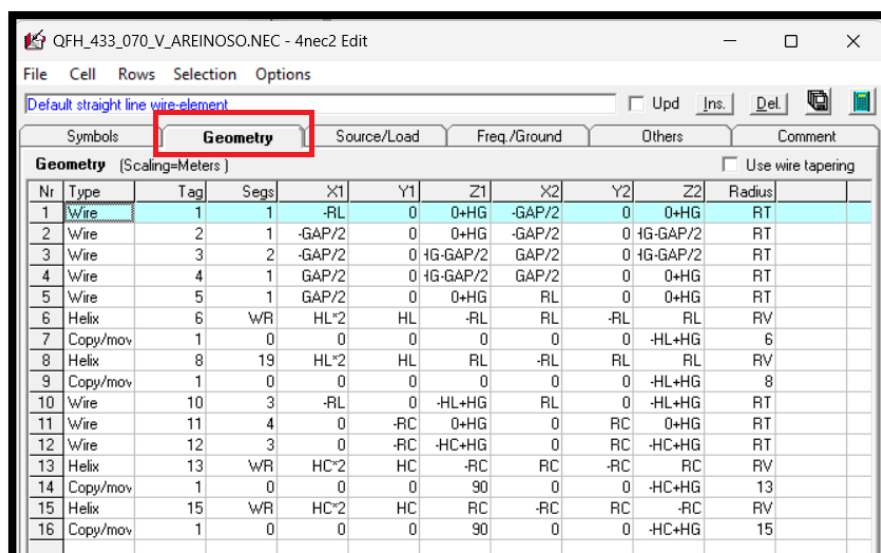 QFH_433_070_V_AREINOSO.NEC - 4nec2 Edit
File Cell Rows Selection Options
Default straight line wire-element Upd Ins. Del.
Symbols Geometry Source/Load Freq./Ground Others Comment
Geometry (Scaling=Meters ) Use wire tapering
Nr Type Tag Segs X1 Y1 Z1 X2 Y2 Z2 Radius
1 Wire 1 1 -RL 0 0+HG -GAP/2 0 0+HG RT
2 Wire 2 1 -GAP/2 0 0+HG -GAP/2 0 HG-GAP/2 RT
3 Wire 3 2 -GAP/2 0 HG-GAP/2 GAP/2 0 HG-GAP/2 RT
4 Wire 4 1 GAP/2 0 HG-GAP/2 GAP/2 0 0+HG RT
5 Wire 5 1 GAP/2 0 0+HG RL 0 0+HG RT
6 Helix 6 WR HL*2 HL -RL RL -RL RL RV
7 Copy/mov 1 0 0 0 0 0 0 -HL+HG 6
8 Helix 8 19 HL*2 HL RL -RL RL RL RV
9 Copy/mov 1 0 0 0 0 0 0 -HL+HG 8
10 Wire 10 3 -RL 0 -HL+HG RL 0 -HL+HG RT
11 Wire 11 4 0 -RC 0+HG 0 RC 0+HG RT
12 Wire 12 3 0 -RC -HC+HG 0 RC -HC+HG RT
13 Helix 13 WR HC*2 HC -RC RC -RC RC RV
14 Copy/mov 1 0 0 0 90 0 0 -HC+HG 13
15 Helix 15 WR HC*2 HC RC -RC RC -RC RV
16 Copy/mov 1 0 0 0 90 0 0 -HC+HG 15